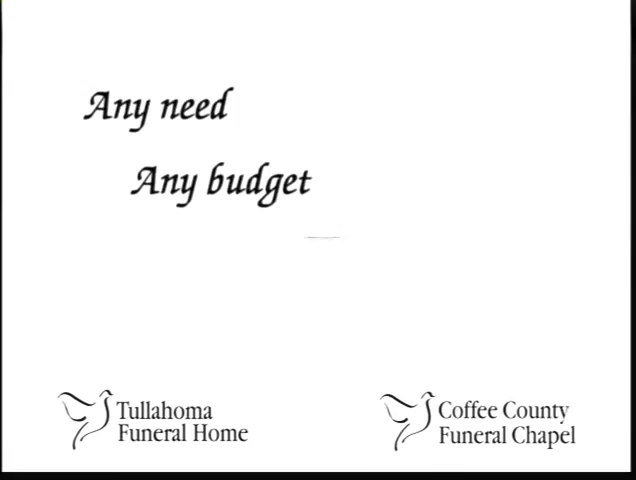 Any need
Any budget
Tullahoma
Funeral Home
Coffee County
Funeral Chapel